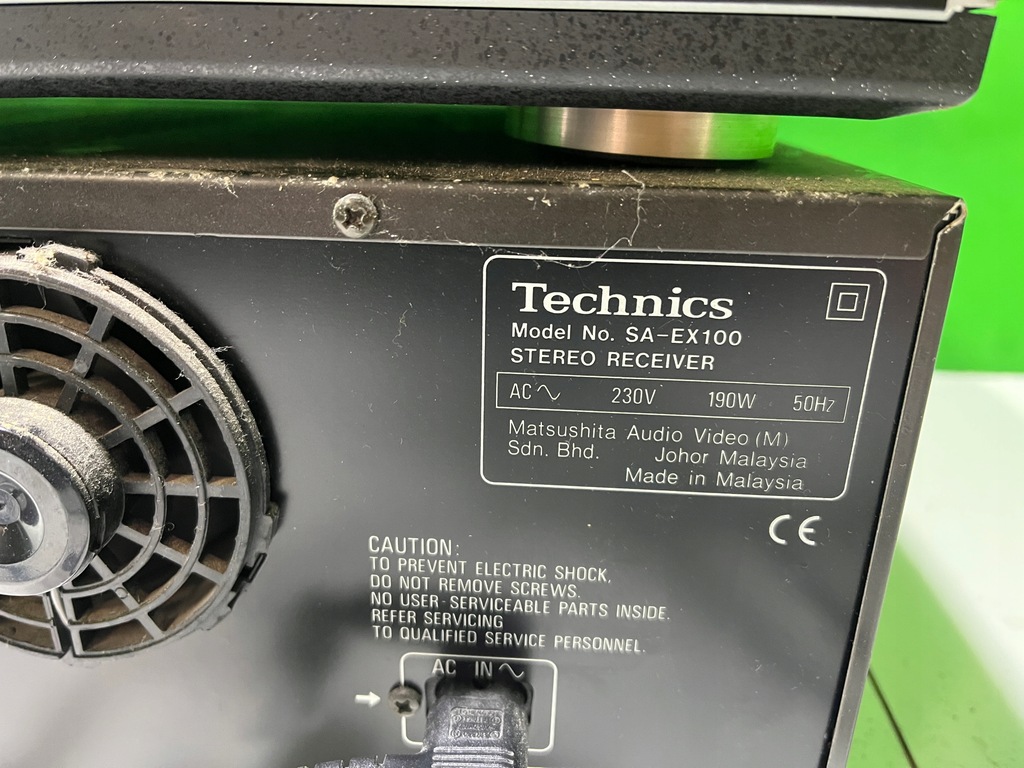 Technics
Model No. SA-EX100
STEREO RECEIVER
AC 230V 190W 50Hz
Matsushita Audio Video (M)
Sdn. Bhd. Johor Malaysia
Made in Malaysia
CE
CAUTION:
TO PREVENT ELECTRIC SHOCK,
DO NOT REMOVE SCREWS.
NO USER-SERVICEABLE PARTS INSIDE.
REFER SERVICING
TO QUALIFIED SERVICE PERSONNEL.
AC IN